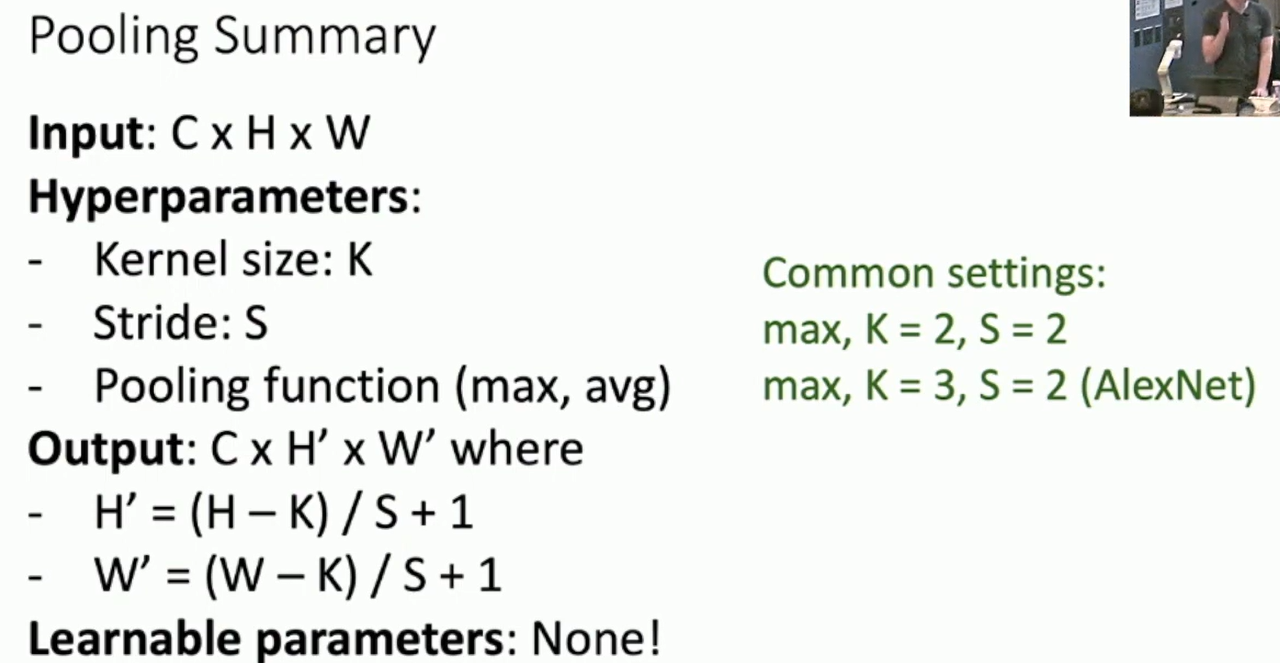 Pooling Summary
Input: C x H x W
Hyperparameters:
- Kernel size: K
- Stride: S
- Pooling function (max, avg)
Common settings:
max, K = 2, S = 2
max, K = 3, S = 2 (AlexNet)
Output: C x H’ x W’ where
- H’ = (H – K) / S + 1
- W’ = (W – K) / S + 1
Learnable parameters: None!